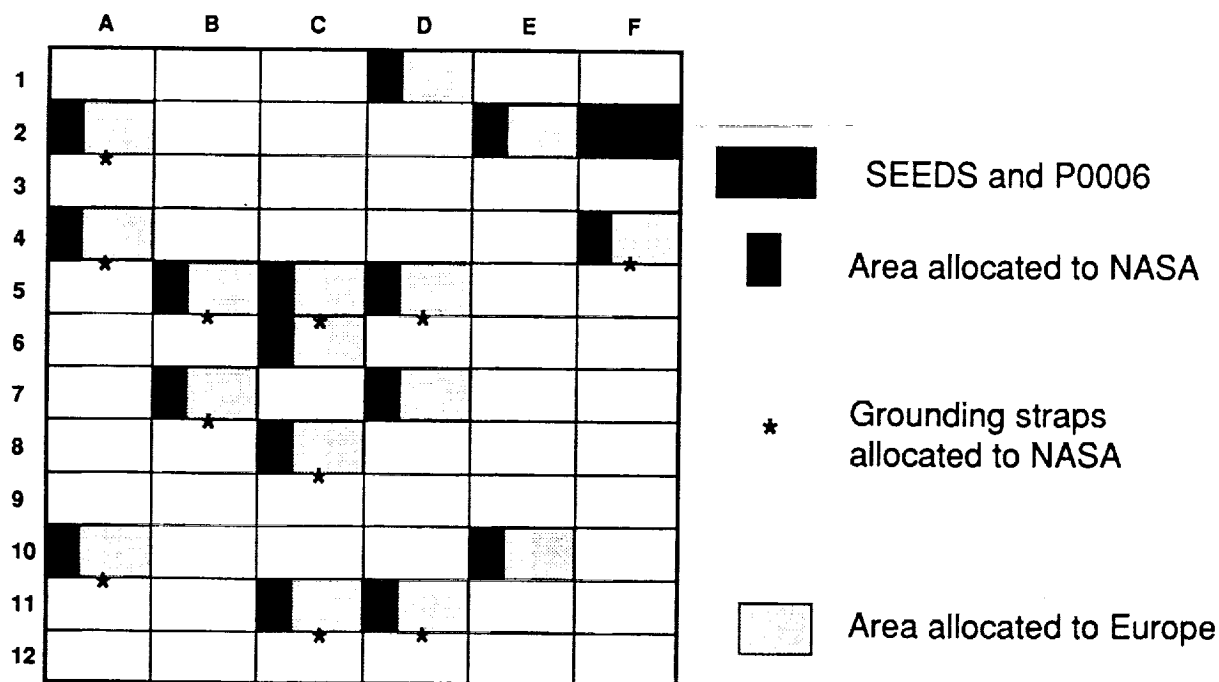 A B C D E F
1
2
3
4
5
6
7
8
9
10
11
12
SEEDS and P0006
Area allocated to NASA
* Grounding straps
allocated to NASA
Area allocated to Europe